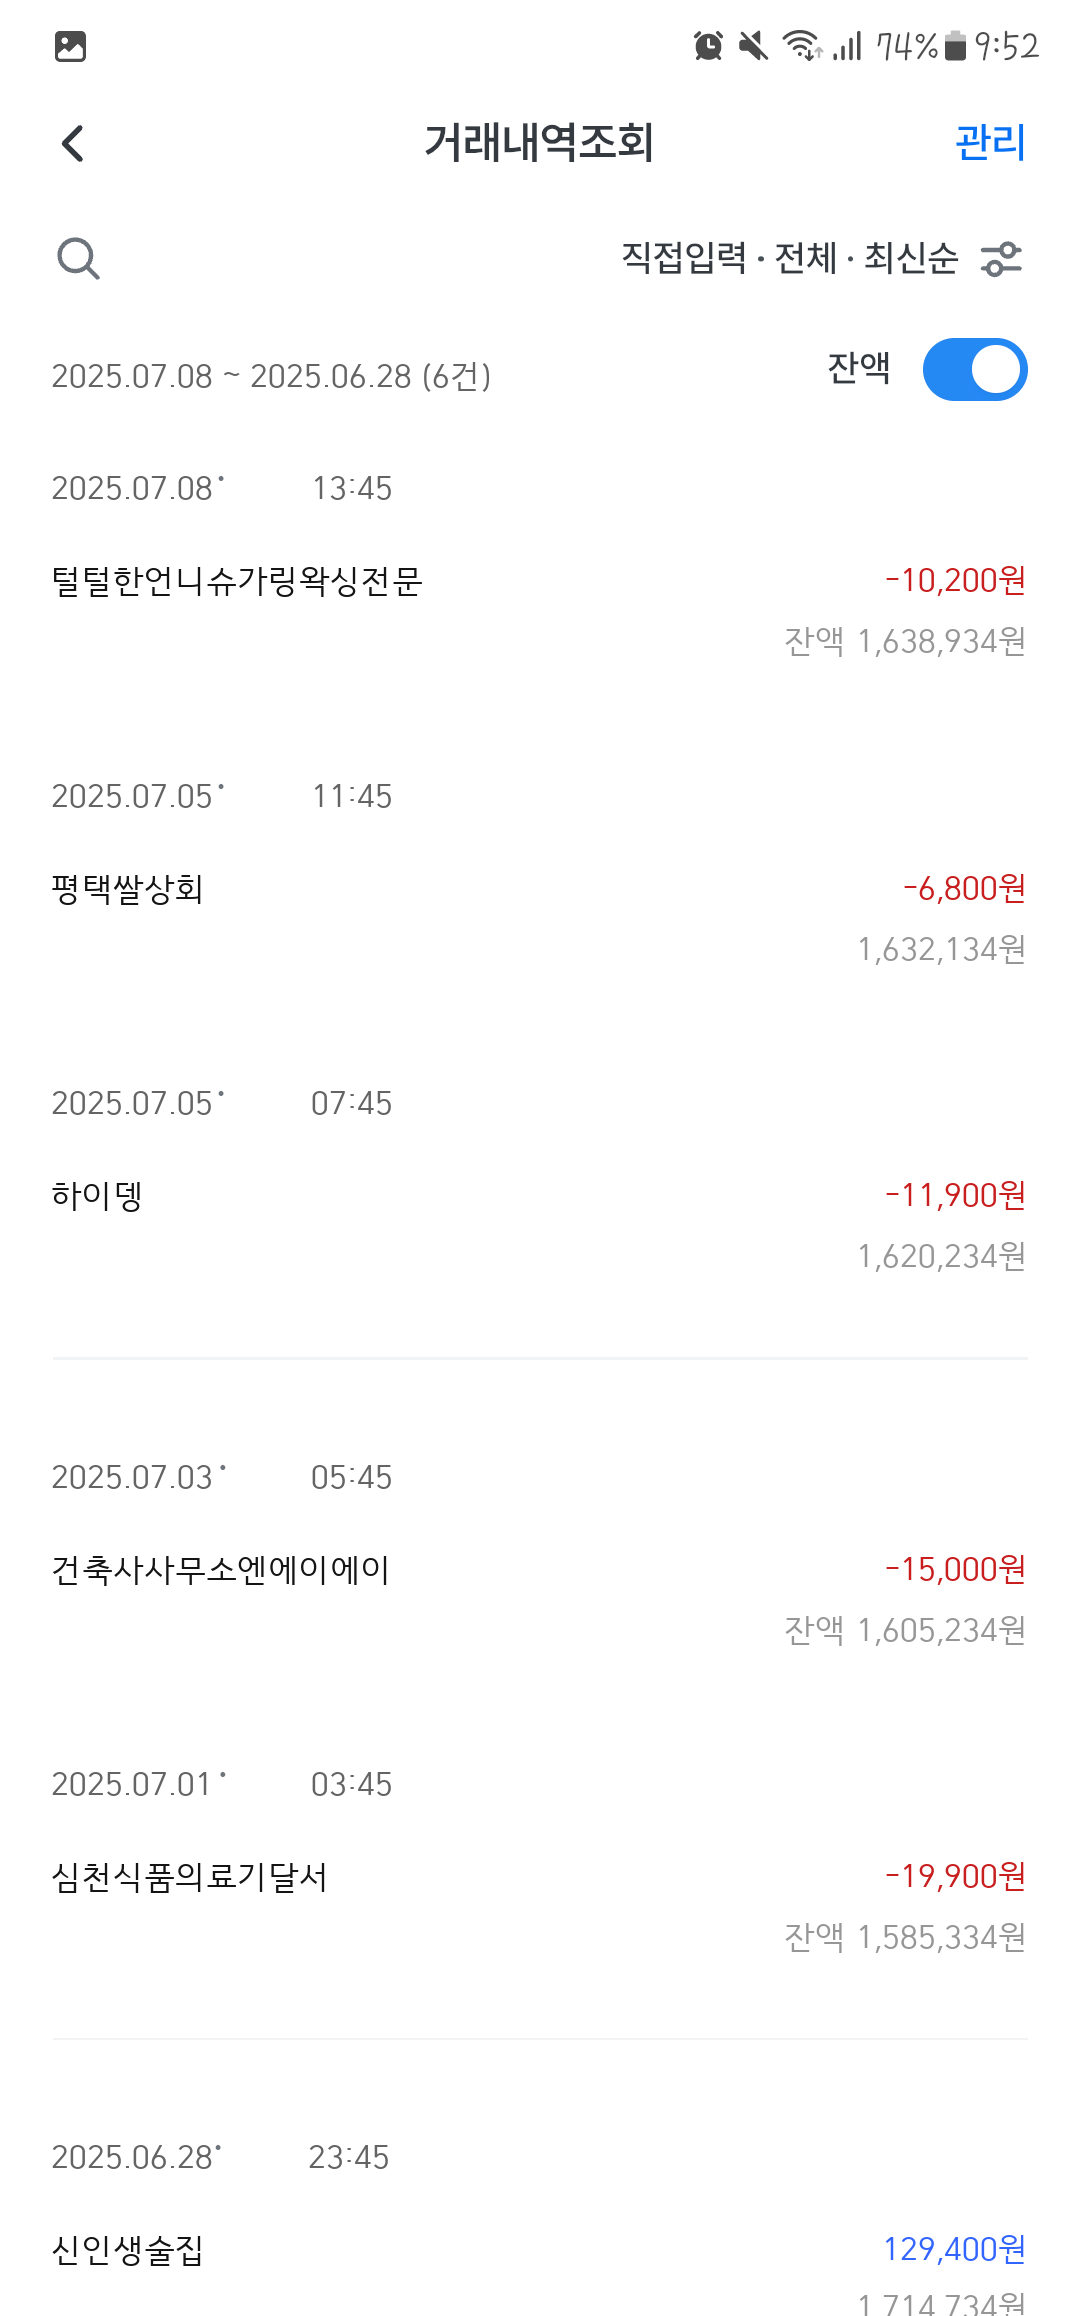 74% 9:52
거래내역조회 관리
직접입력 · 전체 · 최신순
2025.07.08 ~ 2025.06.28 (6건) 잔액
2025.07.08· 13:45
털털한언니슈가링왁싱전문 -10,200원
잔액 1,638,934원
2025.07.05· 11:45
평택쌀상회 -6,800원
1,632,134원
2025.07.05· 07:45
하이뎅 -11,900원
1,620,234원
2025.07.03· 05:45
건축사사무소엔에이에이 -15,000원
잔액 1,605,234원
2025.07.01· 03:45
심천식품의료기달서 -19,900원
잔액 1,585,334원
2025.06.28· 23:45
신인생술집 129,400원
1,714,734원